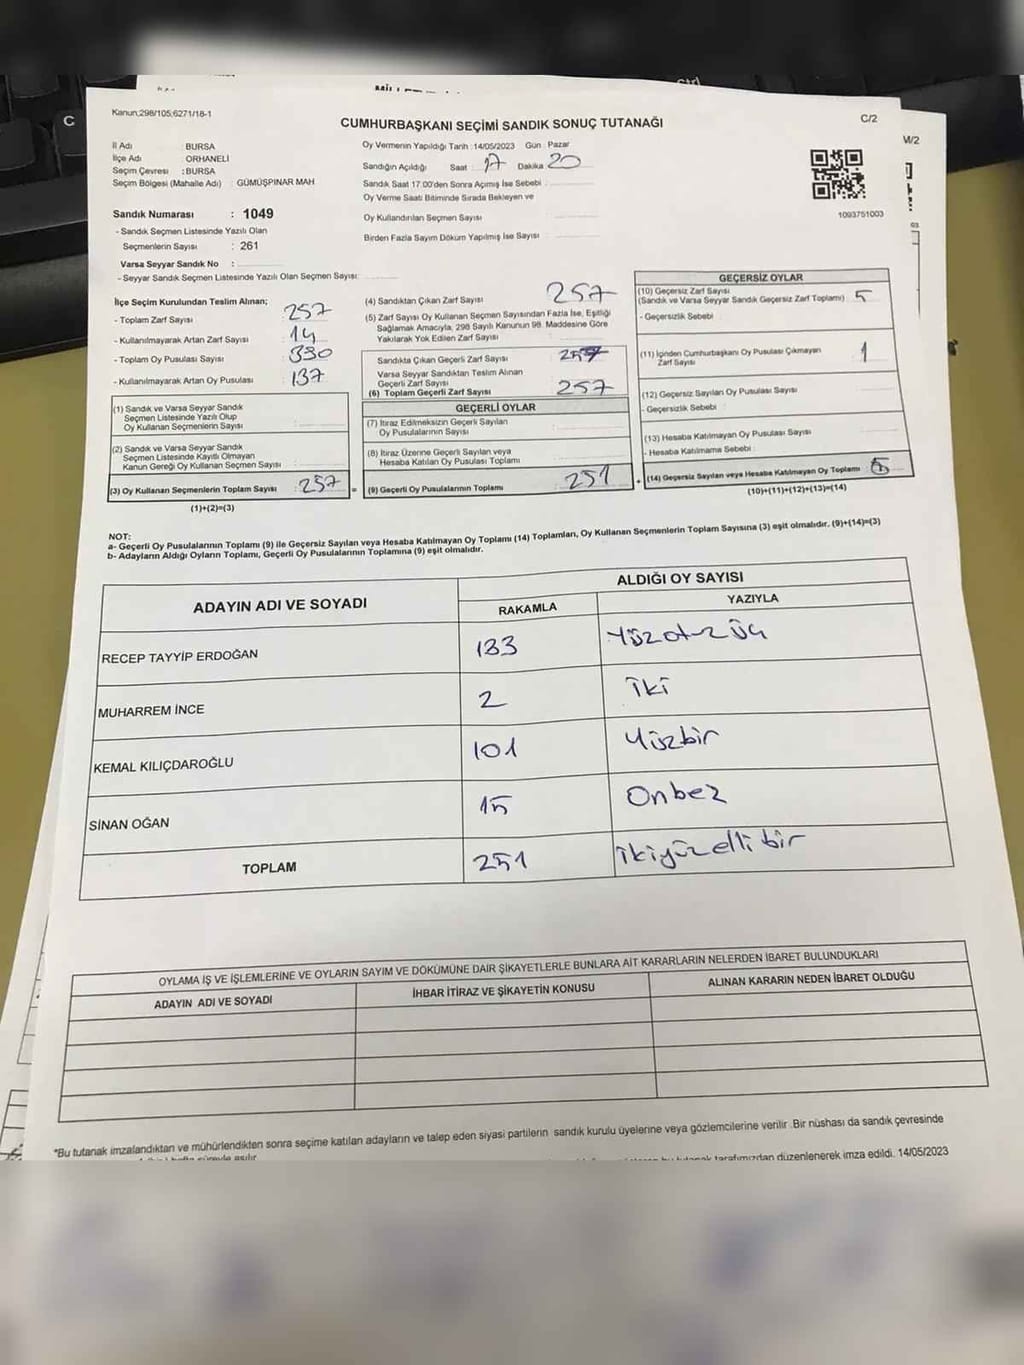 C
Ctrl
Kanun,298/105;6271/18-1
C/2
M/2
CUMHURBAŞKANI SEÇİMİ SANDIK SONUÇ TUTANAĞI
İl Adı : BURSA
İlçe Adı : ORHANELİ
Seçim Çevresi : BURSA
Seçim Bölgesi (Mahalle Adı) : GÜMÜŞPINAR MAH
Sandık Numarası : 1049
- Sandık Seçmen Listesinde Yazılı Olan
Seçmenlerin Sayısı : 261
Varsa Seyyar Sandık No :
- Seyyar Sandık Seçmen Listesinde Yazılı Olan Seçmen Sayısı:
Oy Vermenin Yapıldığı Tarih :14/05/2023 Gün : Pazar
Sandığın Açıldığı Saat : 17 Dakika : 20
Sandık Saat 17.00'den Sonra Açımış İse Sebebi :
Oy Verme Saati Bitiminde Sırada Bekleyen ve
Oy Kullandırılan Seçmen Sayısı :
Birden Fazla Sayım Döküm Yapılmış İse Sayısı :
1093751003
İlçe Seçim Kurulundan Teslim Alınan;
- Toplam Zarf Sayısı : 257
- Kullanılmayarak Artan Zarf Sayısı : 14
- Toplam Oy Pusulası Sayısı : 330
- Kullanılmayarak Artan Oy Pusulası : 137
(1) Sandık ve Varsa Seyyar Sandık
Seçmen Listesinde Yazılı Olup
Oy Kullanan Seçmenlerin Sayısı :
(2) Sandık ve Varsa Seyyar Sandık
Seçmen Listesinde Kayıtlı Olmayan
Kanun Gereği Oy Kullanan Seçmen Sayısı :
(3) Oy Kullanan Seçmenlerin Toplam Sayısı : 257 =
(1)+(2)=(3)
(4) Sandıktan Çıkan Zarf Sayısı : 257
(5) Zarf Sayısı Oy Kullanan Seçmen Sayısından Fazla İse, Eşitliği
Sağlamak Amacıyla, 298 Sayılı Kanunun 98. Maddesine Göre
Yakılarak Yok Edilen Zarf Sayısı :
Sandıkta Çıkan Geçerli Zarf Sayısı : 257
Varsa Seyyar Sandıktan Teslim Alınan
Geçerli Zarf Sayısı :
(6) Toplam Geçerli Zarf Sayısı : 257
GEÇERLİ OYLAR
(7) İtiraz Edilmeksizin Geçerli Sayılan
Oy Pusulalarının Sayısı :
(8) İtiraz Üzerine Geçerli Sayılan veya
Hesaba Katılan Oy Pusulası Toplamı :
(9) Geçerli Oy Pusulalarının Toplamı : 251 +
GEÇERSİZ OYLAR
(10) Geçersiz Zarf Sayısı
(Sandık ve Varsa Seyyar Sandık Geçersiz Zarf Toplamı) : 5
- Geçersizlik Sebebi :
(11) İçinden Cumhurbaşkanı Oy Pusulası Çıkmayan
Zarf Sayısı : 1
(12) Geçersiz Sayılan Oy Pusulası Sayısı :
- Geçersizlik Sebebi :
(13) Hesaba Katılmayan Oy Pusulası Sayısı :
- Hesaba Katılmama Sebebi :
(14) Geçersiz Sayılan veya Hesaba Katılmayan Oy Toplamı :
(10)+(11)+(12)+(13)=(14)
NOT:
a- Geçerli Oy Pusulalarının Toplamı (9) ile Geçersiz Sayılan veya Hesaba Katılmayan Oy Toplamı (14) Toplamları, Oy Kullanan Seçmenlerin Toplam Sayısına (3) eşit olmalıdır. (9)+(14)=(3)
b- Adayların Aldığı Oyların Toplamı, Geçerli Oy Pusulalarının Toplamına (9) eşit olmalıdır.
ADAYIN ADI VE SOYADI
ALDIĞI OY SAYISI
RAKAMLA YAZIYLA
RECEP TAYYİP ERDOĞAN 133 Yüzotuz üç
MUHARREM İNCE 2 İki
KEMAL KILIÇDAROĞLU 101 Yüzbir
SİNAN OĞAN 15 Onbeş
TOPLAM 251 İkiyüzelli bir
OYLAMA İŞ VE İŞLEMLERİNE VE OYLARIN SAYIM VE DÖKÜMÜNE DAİR ŞİKAYETLERLE BUNLARA AİT KARARLARIN NELERDEN İBARET BULUNDUKLARI
ADAYIN ADI VE SOYADI İHBAR İTİRAZ VE ŞİKAYETİN KONUSU ALINAN KARARIN NEDEN İBARET OLDUĞU
*Bu tutanak imzalandıktan ve mühürlendikten sonra seçime katılan adayların ve talep eden siyasi partilerin sandık kurulu üyelerine veya gözlemcilerine verilir. Bir nüshası da sandık çevresinde
tarafımızdan düzenlenerek imza edildi. 14/05/2023